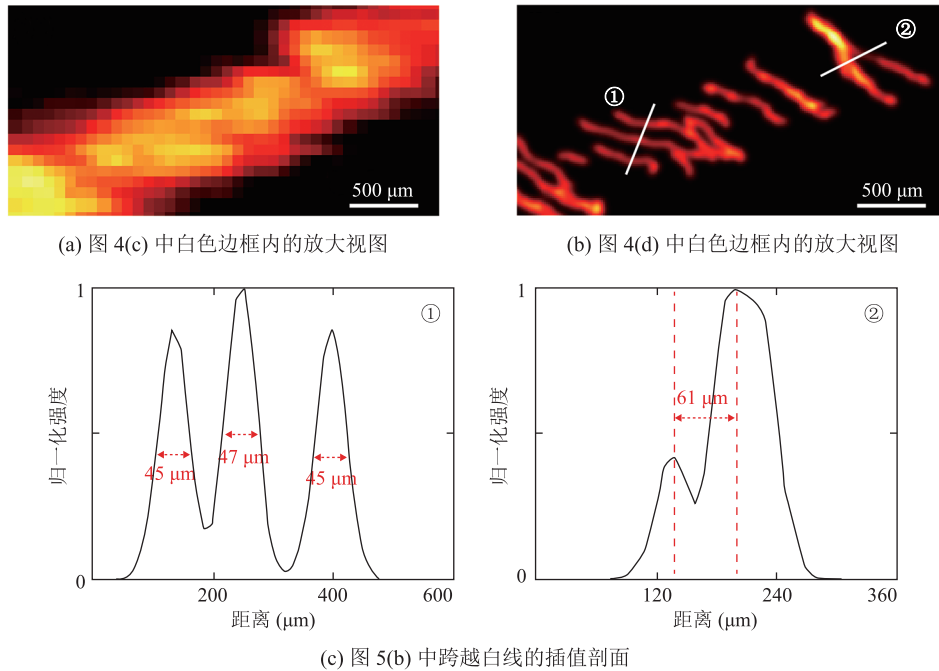 ①
②
500 μm
500 μm
(a) 图 4(c) 中白色边框内的放大视图
(b) 图 4(d) 中白色边框内的放大视图
1
①
归一化强度
45 μm
47 μm
45 μm
0
200
400
600
距离 (μm)
1
②
归一化强度
61 μm
0
120
240
360
距离 (μm)
(c) 图 5(b) 中跨越白线的插值剖面